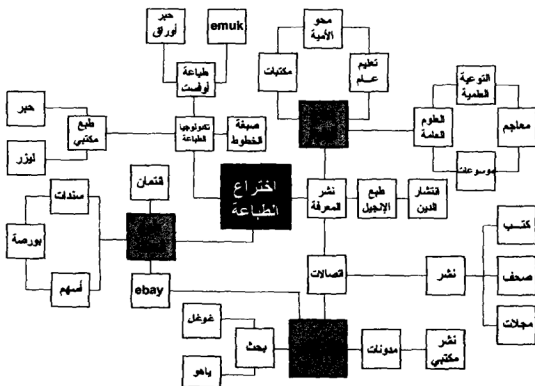 حبر
أوراق
emuk
محو
الأمية
مكتبات
تعليم
عام
طباعة
أوفست
التوعية
العلمية
حبر
طبع
مكتبي
ليزر
تكنولوجيا
الطباعة
صبغة
الخطوط
العلوم
العامة
معاجم
موسوعات
اختراع
الطباعة
نشر
المعرفة
طبع
الإنجيل
انتشار
الدين
ائتمان
سندات
بورصة
أسهم
كتب
اتصالات
نشر
صحف
ebay
مجلات
غوغل
بحث
ياهو
مدونات
نشر
مكتبي